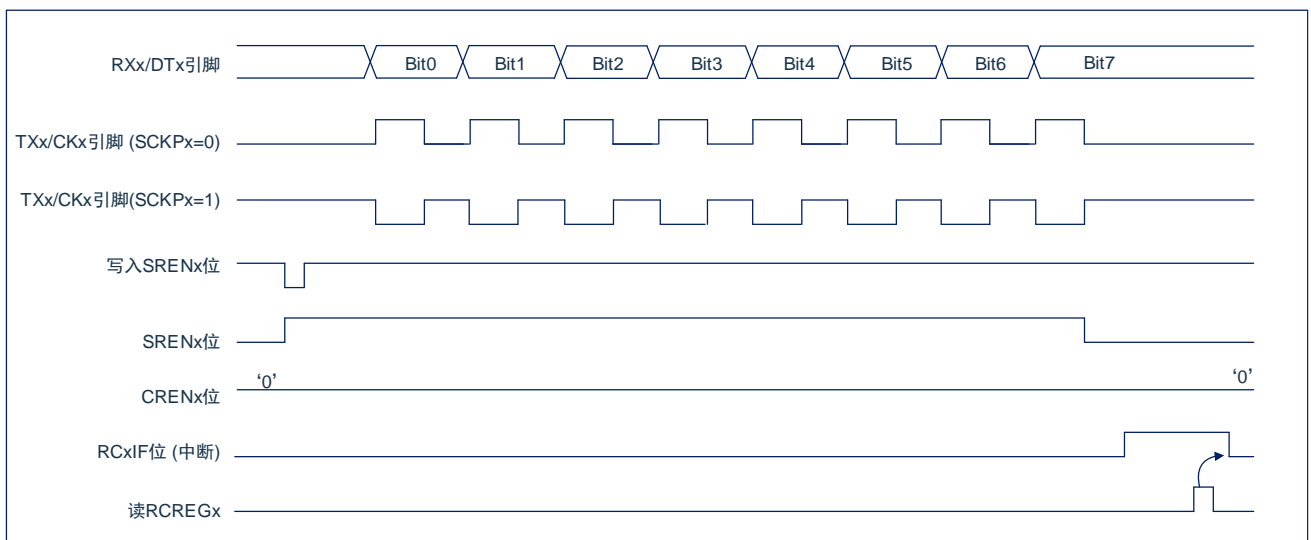 RXx/DTx引脚 Bit0 Bit1 Bit2 Bit3 Bit4 Bit5 Bit6 Bit7
TXx/CKx引脚 (SCKPx=0)
TXx/CKx引脚(SCKPx=1)
写入SRENx位
SRENx位
‘0’ ‘0’
CRENx位
RCxIF位 (中断)
读RCREGx